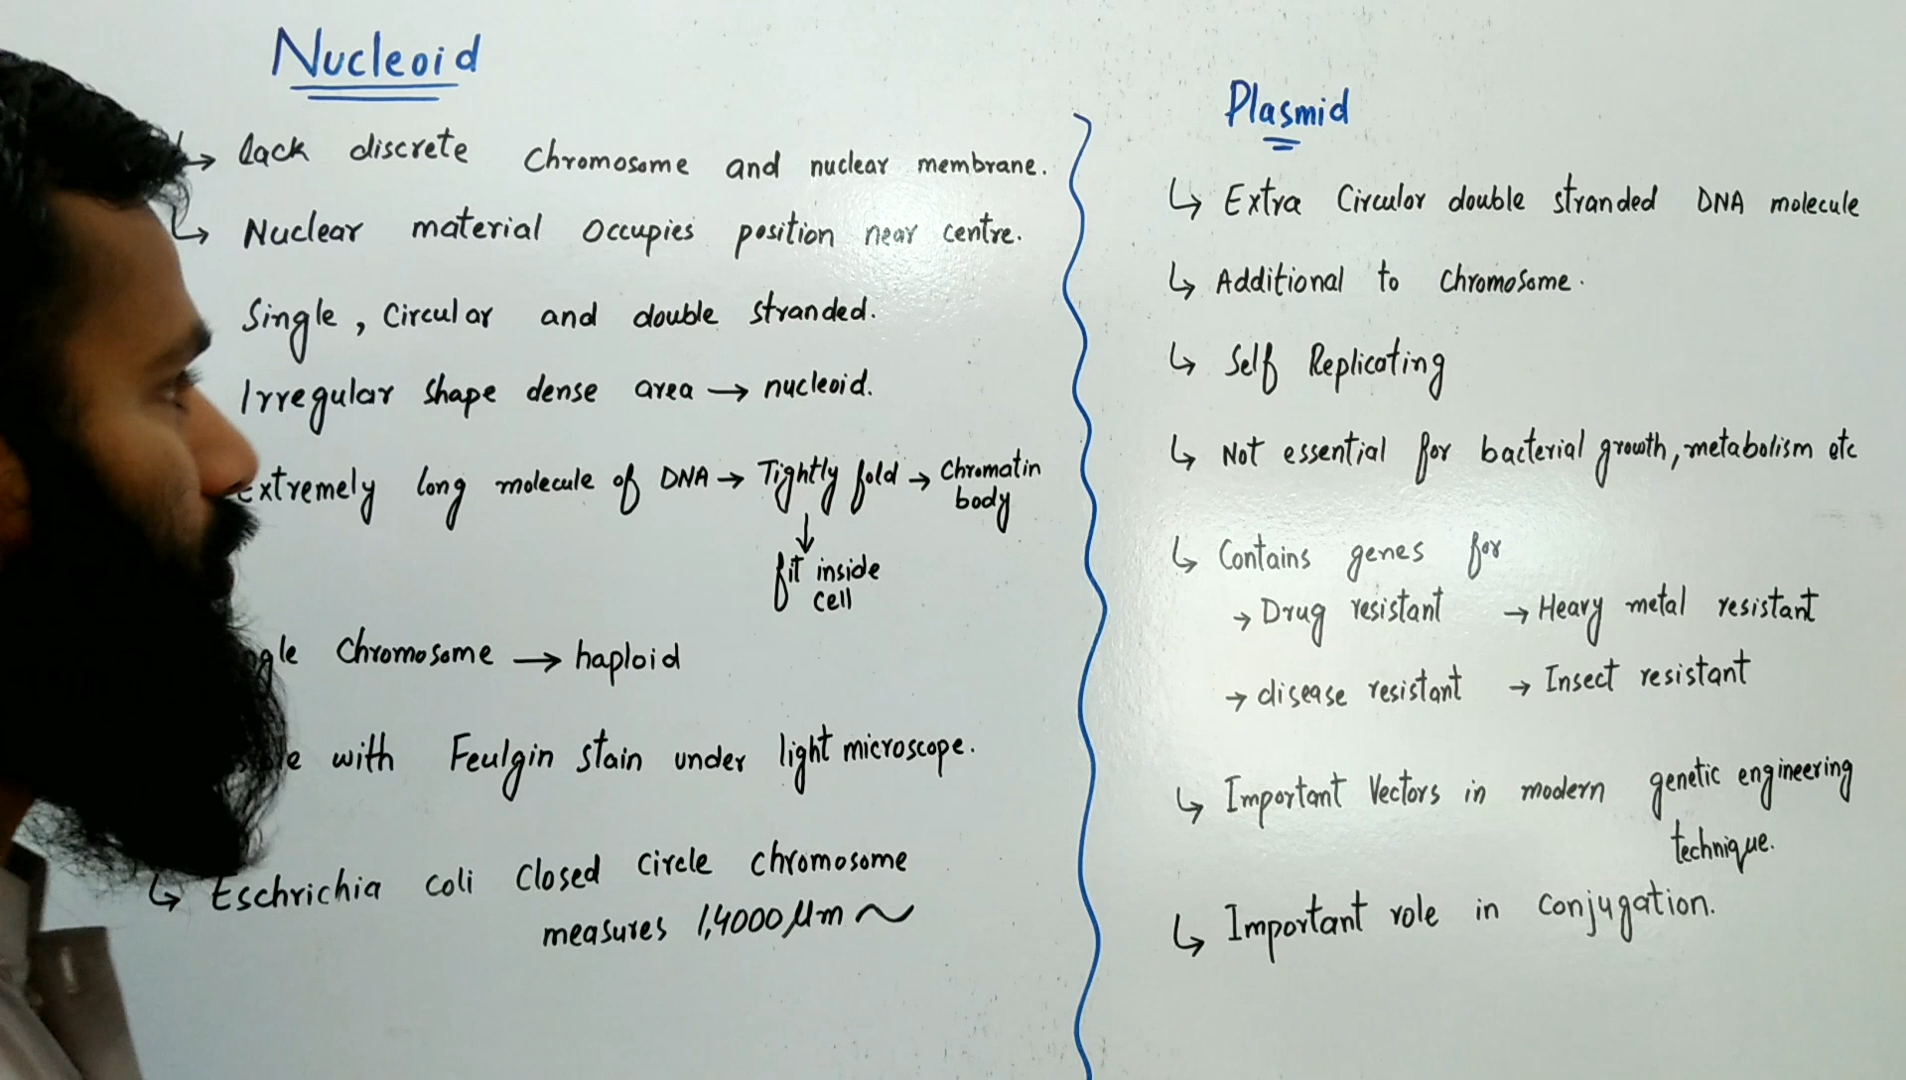 Nucleoid
↳ lack discrete Chromosome and nuclear membrane.
↳ Nuclear material Occupies position near centre.
Single, Circular and double stranded.
Irregular shape dense area → nucleoid.
Extremely long molecule of DNA → Tightly fold → Chromatin
body
↓
fit inside
cell
Chromosome → haploid
with Feulgin stain under light microscope.
↳ Eschrichia coli Closed Circle chromosome
measures 1,4000 μm ~
Plasmid
↳ Extra Circular double stranded DNA molecule
↳ Additional to chromosome.
↳ Self Replicating
↳ Not essential for bacterial growth, metabolism etc
↳ Contains genes for
→ Drug resistant → Heavy metal resistant
→ disease resistant → Insect resistant
↳ Important Vectors in modern genetic engineering
technique.
↳ Important role in conjugation.